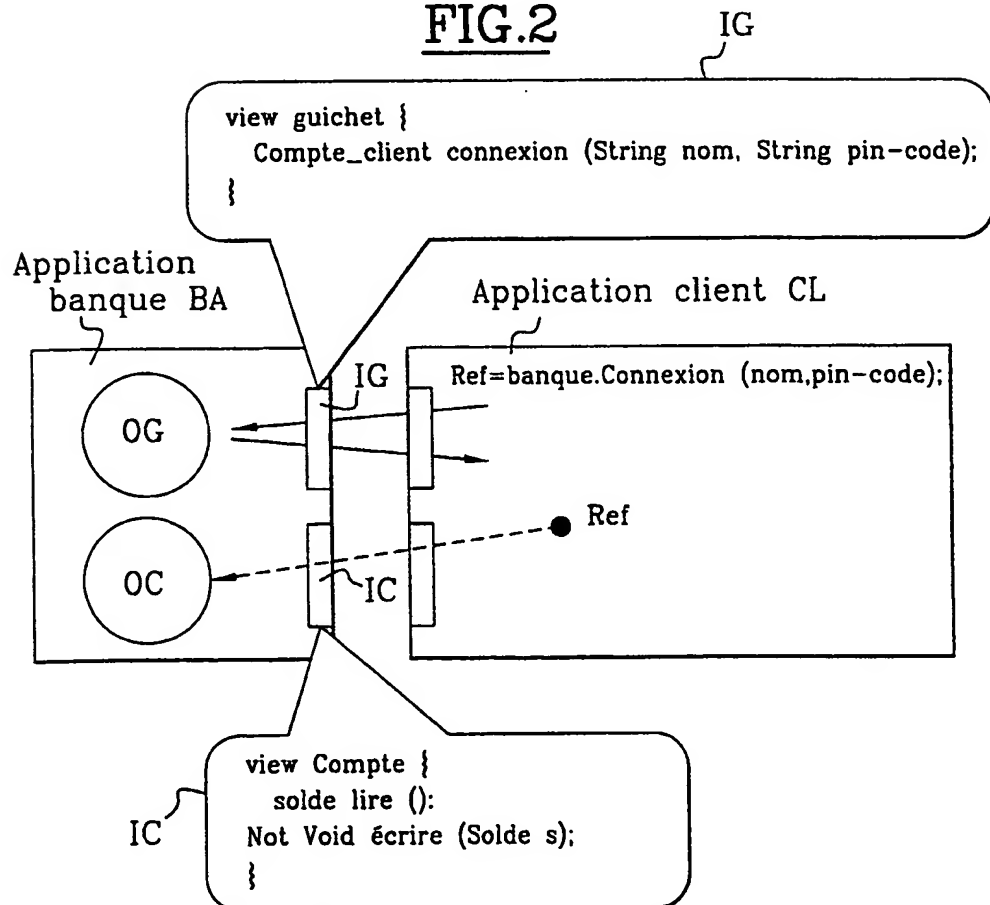 FIG.2
IG
view guichet {
Compte_client connexion (String nom, String pin-code);
}
Application
banque BA
Application client CL
IG
Ref=banque.Connexion (nom,pin-code);
OG
Ref
OC
IC
view Compte {
solde lire ():
Not Void écrire (Solde s);
}
IC